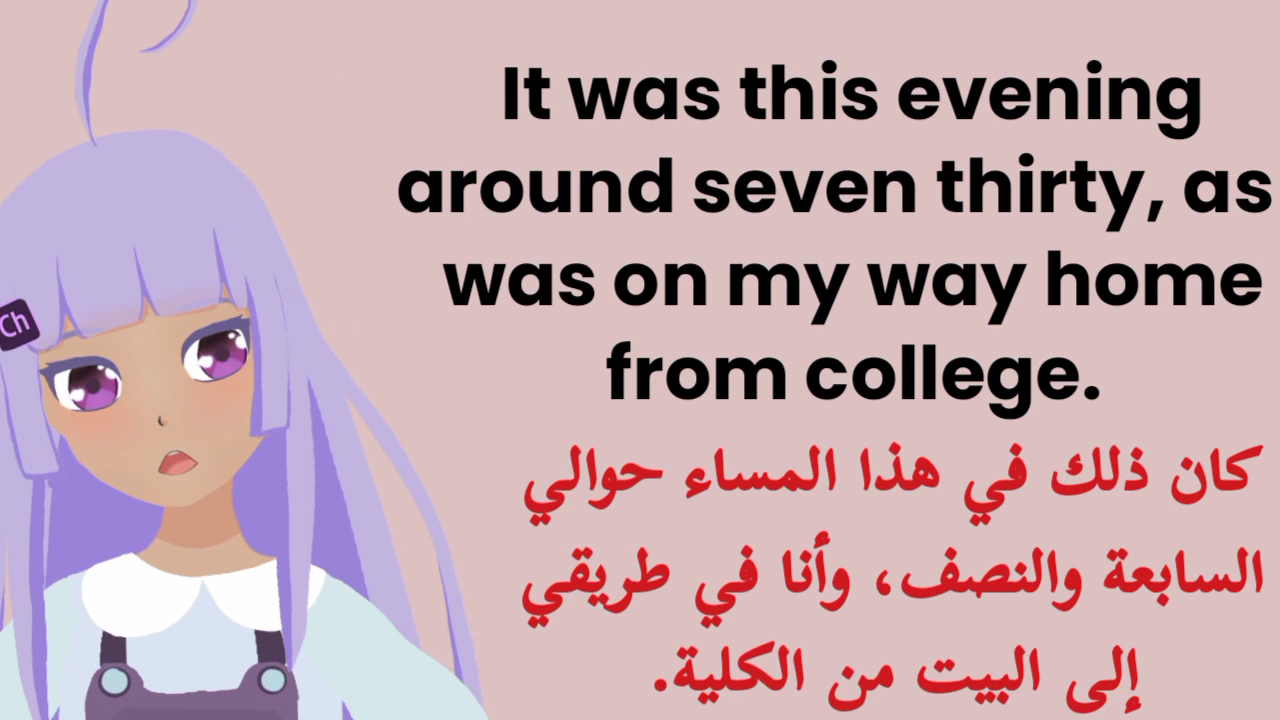 It was this evening
around seven thirty, as
was on my way home
from college.
كان ذلك في هذا المساء حوالي
السابعة والنصف، وأنا في طريقي
إلى البيت من الكلية.
Ch